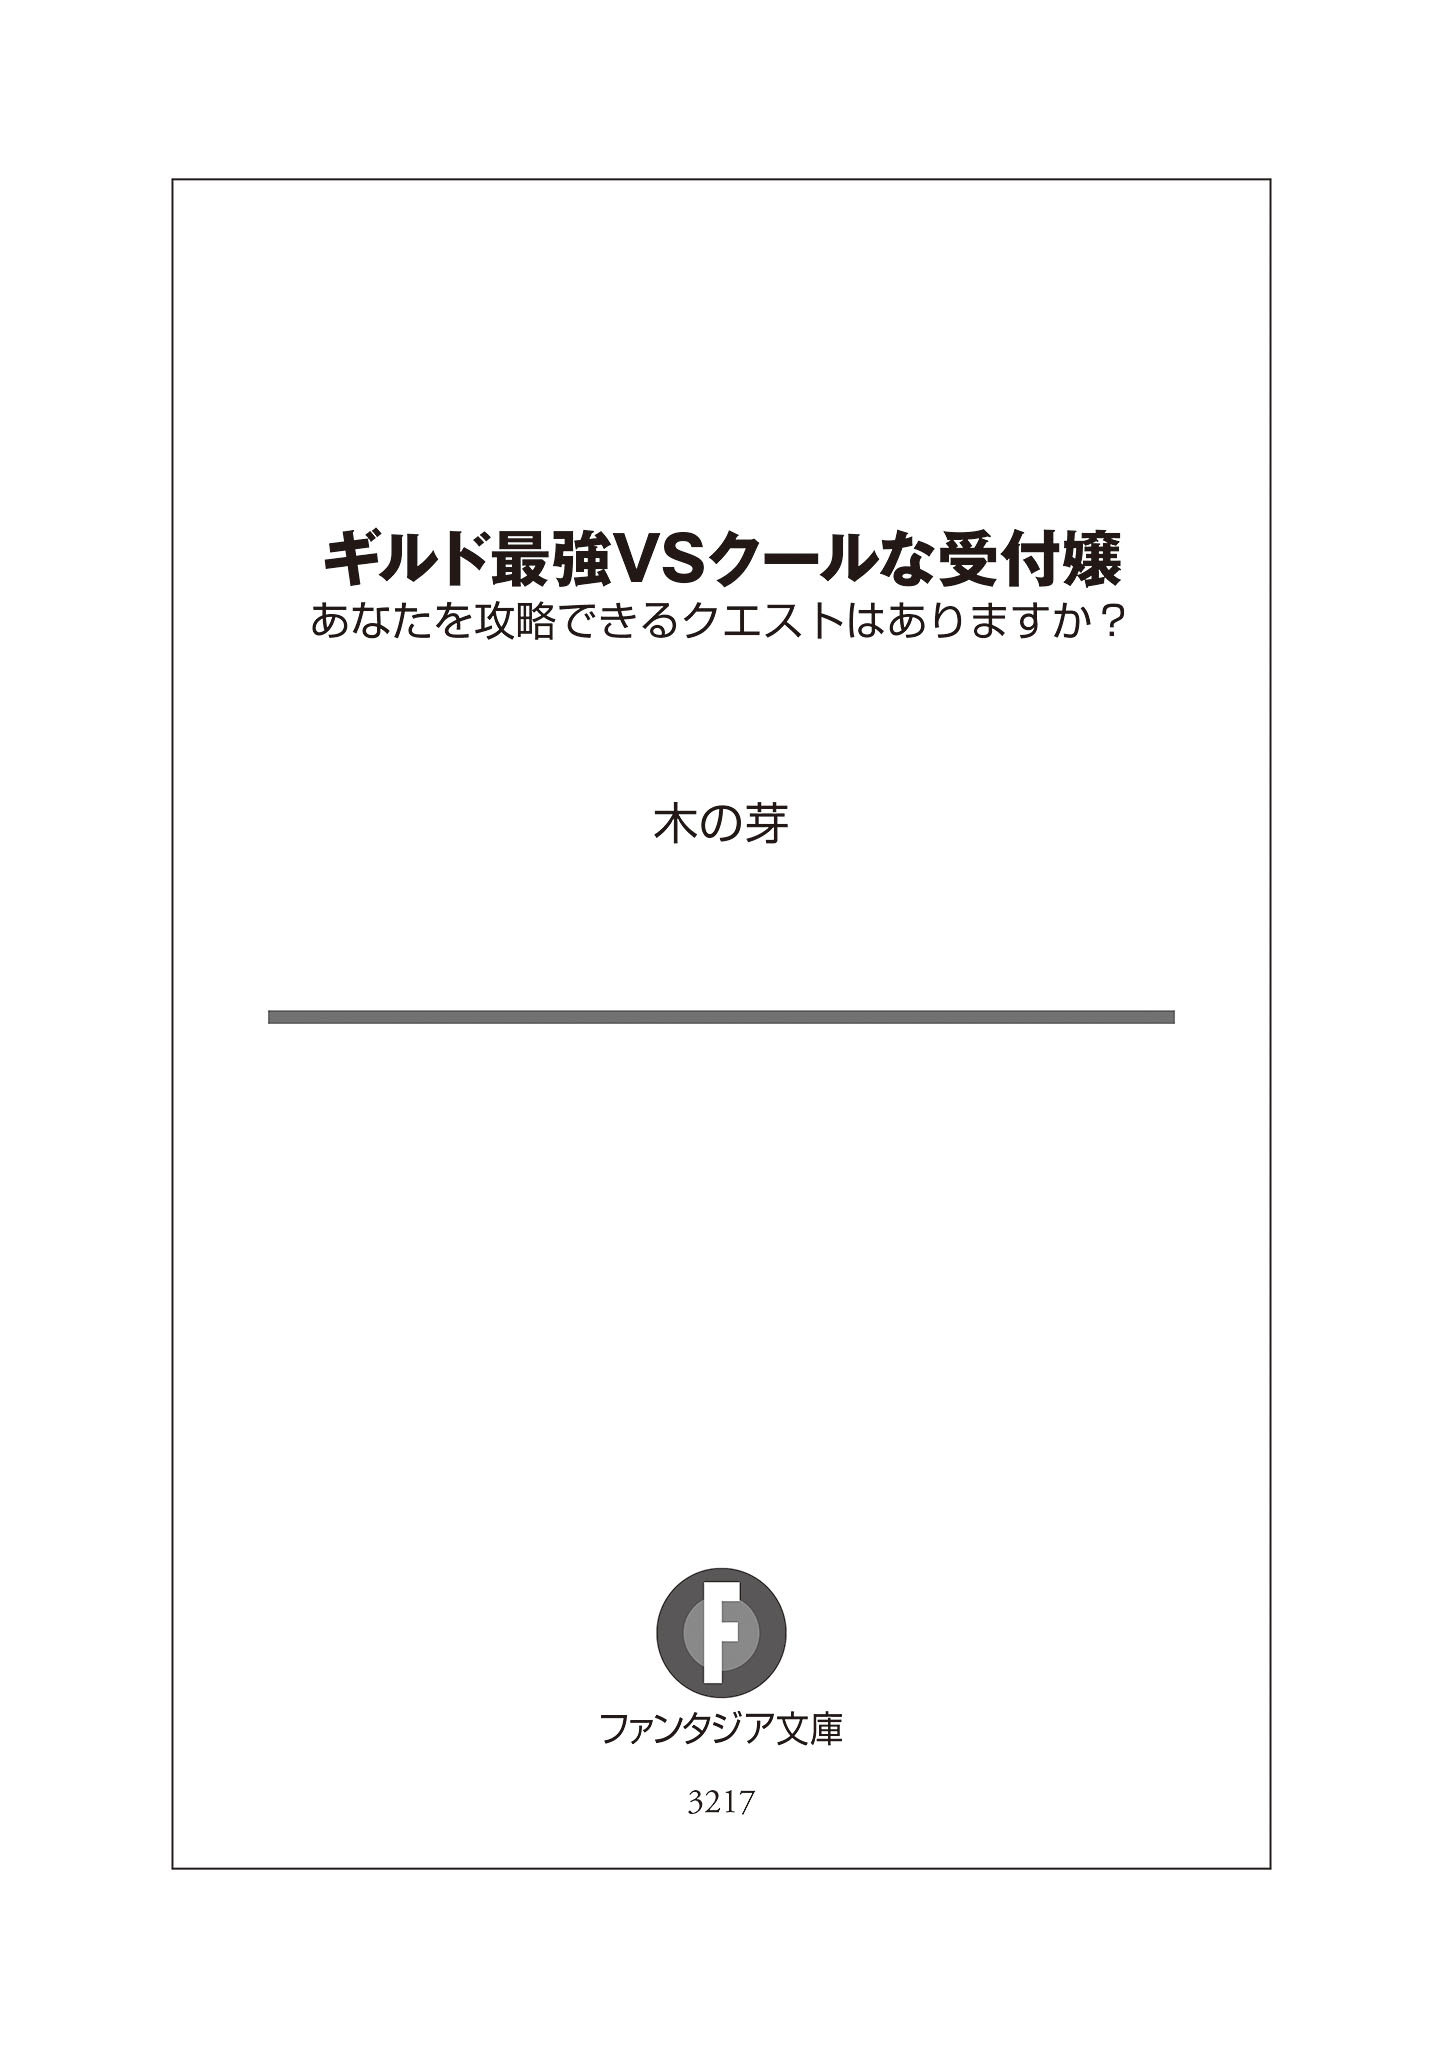 ギルド最強VSクールな受付嬢
あなたを攻略できるクエストはありますか？
木の芽
F
ファンタジア文庫
3217